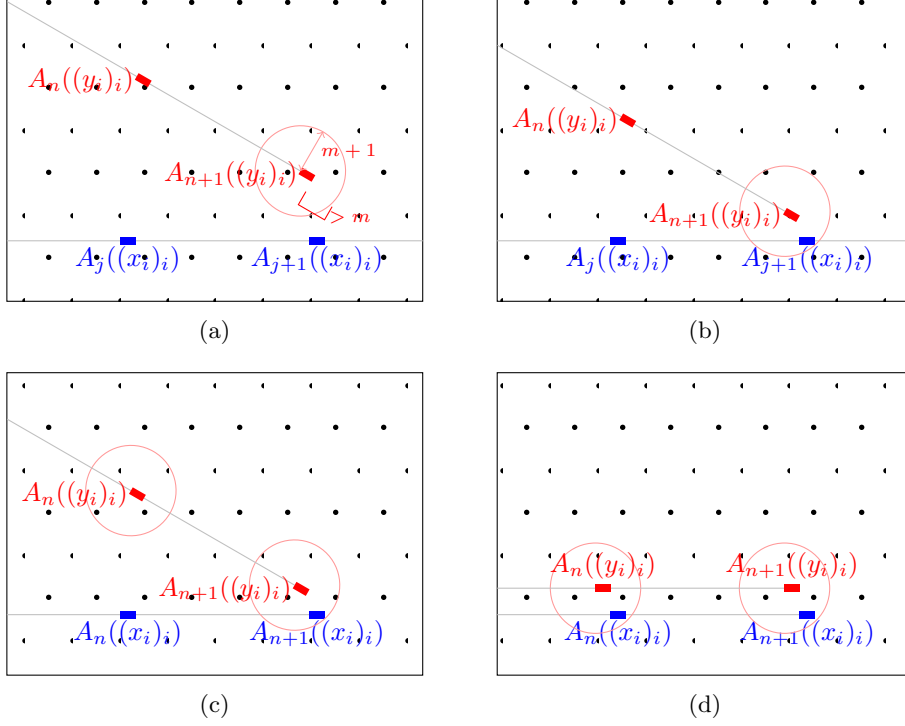 A_n((y_i)_i)
m + 1
A_{n+1}((y_i)_i)
m
A_j((x_i)_i) A_{j+1}((x_i)_i)
(a)
A_n((y_i)_i)
A_{n+1}((y_i)_i)
A_j((x_i)_i) A_{j+1}((x_i)_i)
(b)
A_n((y_i)_i)
A_{n+1}((y_i)_i)
A_n((x_i)_i) A_{n+1}((x_i)_i)
(c)
A_n((y_i)_i) A_{n+1}((y_i)_i)
A_n((x_i)_i) A_{n+1}((x_i)_i)
(d)